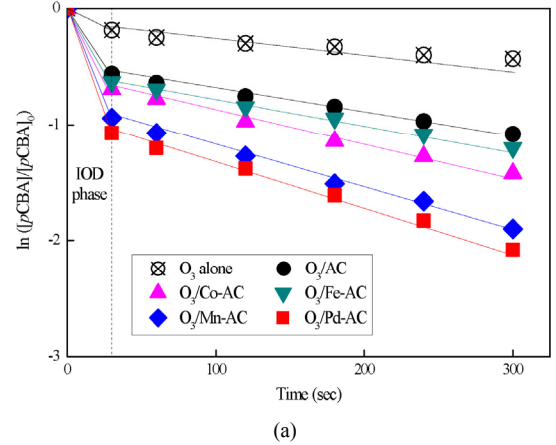 0
-1
-2
-3
ln ([pCBA]/[pCBA]₀)
IOD
phase
O₃ alone
O₃/AC
O₃/Co-AC
O₃/Fe-AC
O₃/Mn-AC
O₃/Pd-AC
0 100 200 300
Time (sec)
(a)